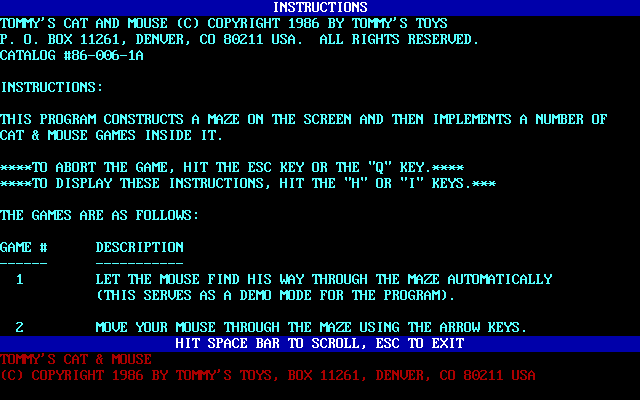 INSTRUCTIONS
TOMMY'S CAT AND MOUSE (C) COPYRIGHT 1986 BY TOMMY'S TOYS
P. O. BOX 11261, DENVER, CO 80211 USA.  ALL RIGHTS RESERVED.
CATALOG #86-006-1A
INSTRUCTIONS:
THIS PROGRAM CONSTRUCTS A MAZE ON THE SCREEN AND THEN IMPLEMENTS A NUMBER OF
CAT & MOUSE GAMES INSIDE IT.
****TO ABORT THE GAME, HIT THE ESC KEY OR THE "Q" KEY.****
****TO DISPLAY THESE INSTRUCTIONS, HIT THE "H" OR "I" KEYS.***
THE GAMES ARE AS FOLLOWS:
GAME #      DESCRIPTION
------      -----------
1         LET THE MOUSE FIND HIS WAY THROUGH THE MAZE AUTOMATICALLY
(THIS SERVES AS A DEMO MODE FOR THE PROGRAM).
2         MOVE YOUR MOUSE THROUGH THE MAZE USING THE ARROW KEYS.
HIT SPACE BAR TO SCROLL, ESC TO EXIT
TOMMY'S CAT & MOUSE
(C) COPYRIGHT 1986 BY TOMMY'S TOYS, BOX 11261, DENVER, CO 80211 USA